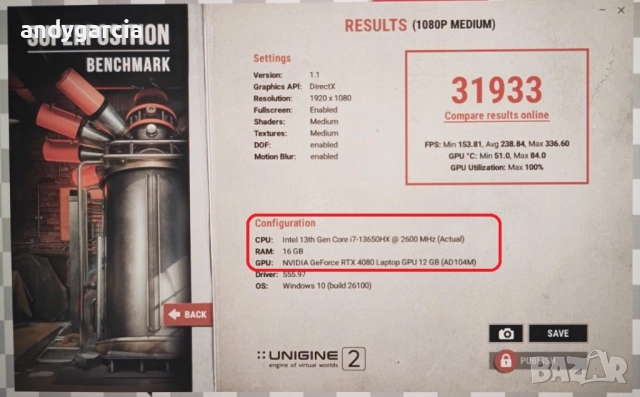 andygarcia
SUPERPOSITION
BENCHMARK
RESULTS (1080P MEDIUM)
Settings
Version: 1.1
Graphics API: DirectX
Resolution: 1920 x 1080
Fullscreen: Enabled
Shaders: Medium
Textures: Medium
DOF: enabled
Motion Blur: enabled
31933
Compare results online
FPS: Min 153.81, Avg 238.84, Max 336.60
GPU °C: Min 51.0, Max 84.0
GPU Utilization: Max 100%
Configuration
CPU: Intel 13th Gen Core i7-13650HX @ 2600 MHz (Actual)
RAM: 16 GB
GPU: NVIDIA GeForce RTX 4080 Laptop GPU 12 GB (AD104M)
Driver: 555.97
OS: Windows 10 (build 26100)
BACK
SAVE
PUBLISH
UNIGINE 2
engine of virtual worlds
bazar.bg